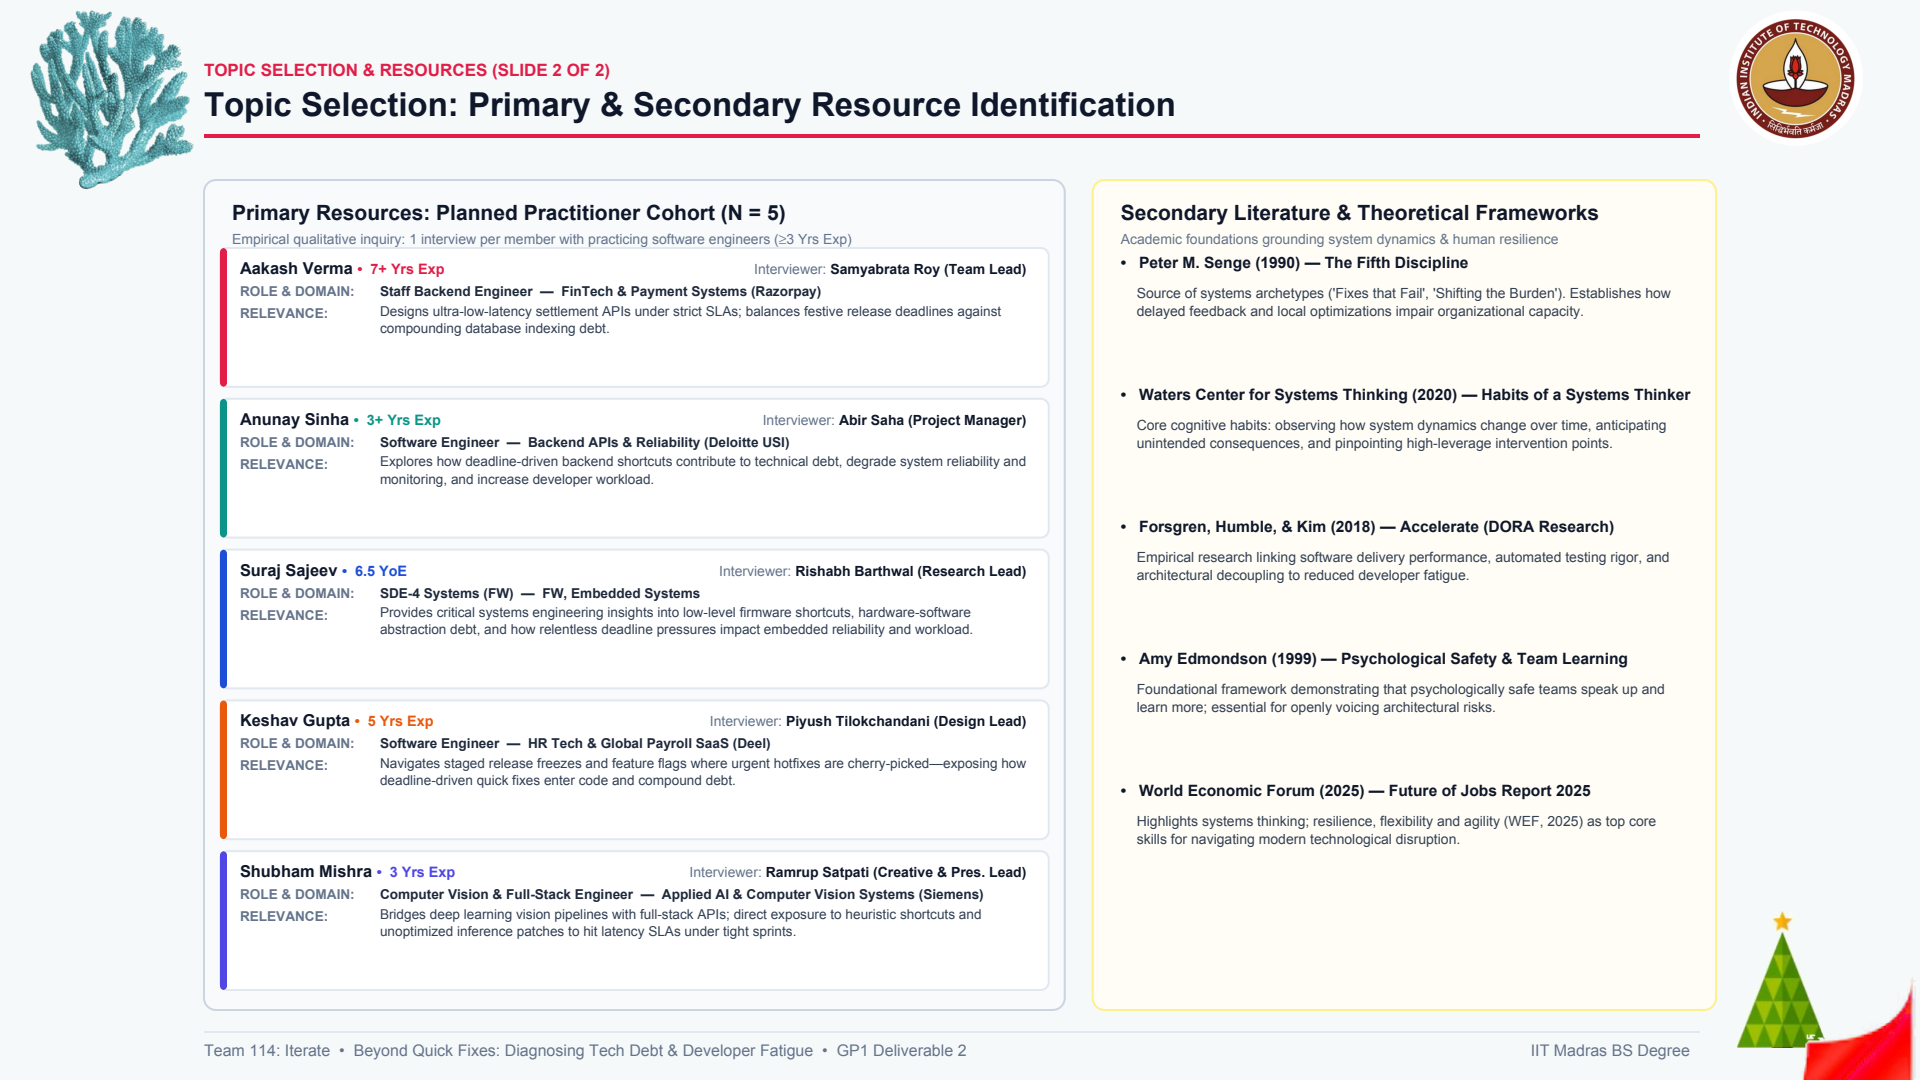 TOPIC SELECTION & RESOURCES (SLIDE 2 OF 2)
Topic Selection: Primary & Secondary Resource Identification
INDIAN INSTITUTE OF TECHNOLOGY MADRAS
सिद्धिर्भवति कर्मजा
Primary Resources: Planned Practitioner Cohort (N = 5)
Empirical qualitative inquiry: 1 interview per member with practicing software engineers (≥3 Yrs Exp)
Aakash Verma • 7+ Yrs Exp Interviewer: Samyabrata Roy (Team Lead)
ROLE & DOMAIN: Staff Backend Engineer — FinTech & Payment Systems (Razorpay)
RELEVANCE: Designs ultra-low-latency settlement APIs under strict SLAs; balances festive release deadlines against
compounding database indexing debt.
Anunay Sinha • 3+ Yrs Exp Interviewer: Abir Saha (Project Manager)
ROLE & DOMAIN: Software Engineer — Backend APIs & Reliability (Deloitte USI)
RELEVANCE: Explores how deadline-driven backend shortcuts contribute to technical debt, degrade system reliability and
monitoring, and increase developer workload.
Suraj Sajeev • 6.5 YoE Interviewer: Rishabh Barthwal (Research Lead)
ROLE & DOMAIN: SDE-4 Systems (FW) — FW, Embedded Systems
RELEVANCE: Provides critical systems engineering insights into low-level firmware shortcuts, hardware-software
abstraction debt, and how relentless deadline pressures impact embedded reliability and workload.
Keshav Gupta • 5 Yrs Exp Interviewer: Piyush Tilokchandani (Design Lead)
ROLE & DOMAIN: Software Engineer — HR Tech & Global Payroll SaaS (Deel)
RELEVANCE: Navigates staged release freezes and feature flags where urgent hotfixes are cherry-picked—exposing how
deadline-driven quick fixes enter code and compound debt.
Shubham Mishra • 3 Yrs Exp Interviewer: Ramrup Satpati (Creative & Pres. Lead)
ROLE & DOMAIN: Computer Vision & Full-Stack Engineer — Applied AI & Computer Vision Systems (Siemens)
RELEVANCE: Bridges deep learning vision pipelines with full-stack APIs; direct exposure to heuristic shortcuts and
unoptimized inference patches to hit latency SLAs under tight sprints.
Secondary Literature & Theoretical Frameworks
Academic foundations grounding system dynamics & human resilience
• Peter M. Senge (1990) — The Fifth Discipline
Source of systems archetypes ('Fixes that Fail', 'Shifting the Burden'). Establishes how
delayed feedback and local optimizations impair organizational capacity.
• Waters Center for Systems Thinking (2020) — Habits of a Systems Thinker
Core cognitive habits: observing how system dynamics change over time, anticipating
unintended consequences, and pinpointing high-leverage intervention points.
• Forsgren, Humble, & Kim (2018) — Accelerate (DORA Research)
Empirical research linking software delivery performance, automated testing rigor, and
architectural decoupling to reduced developer fatigue.
• Amy Edmondson (1999) — Psychological Safety & Team Learning
Foundational framework demonstrating that psychologically safe teams speak up and
learn more; essential for openly voicing architectural risks.
• World Economic Forum (2025) — Future of Jobs Report 2025
Highlights systems thinking; resilience, flexibility and agility (WEF, 2025) as top core
skills for navigating modern technological disruption.
Team 114: Iterate • Beyond Quick Fixes: Diagnosing Tech Debt & Developer Fatigue • GP1 Deliverable 2
IIT Madras BS Degree